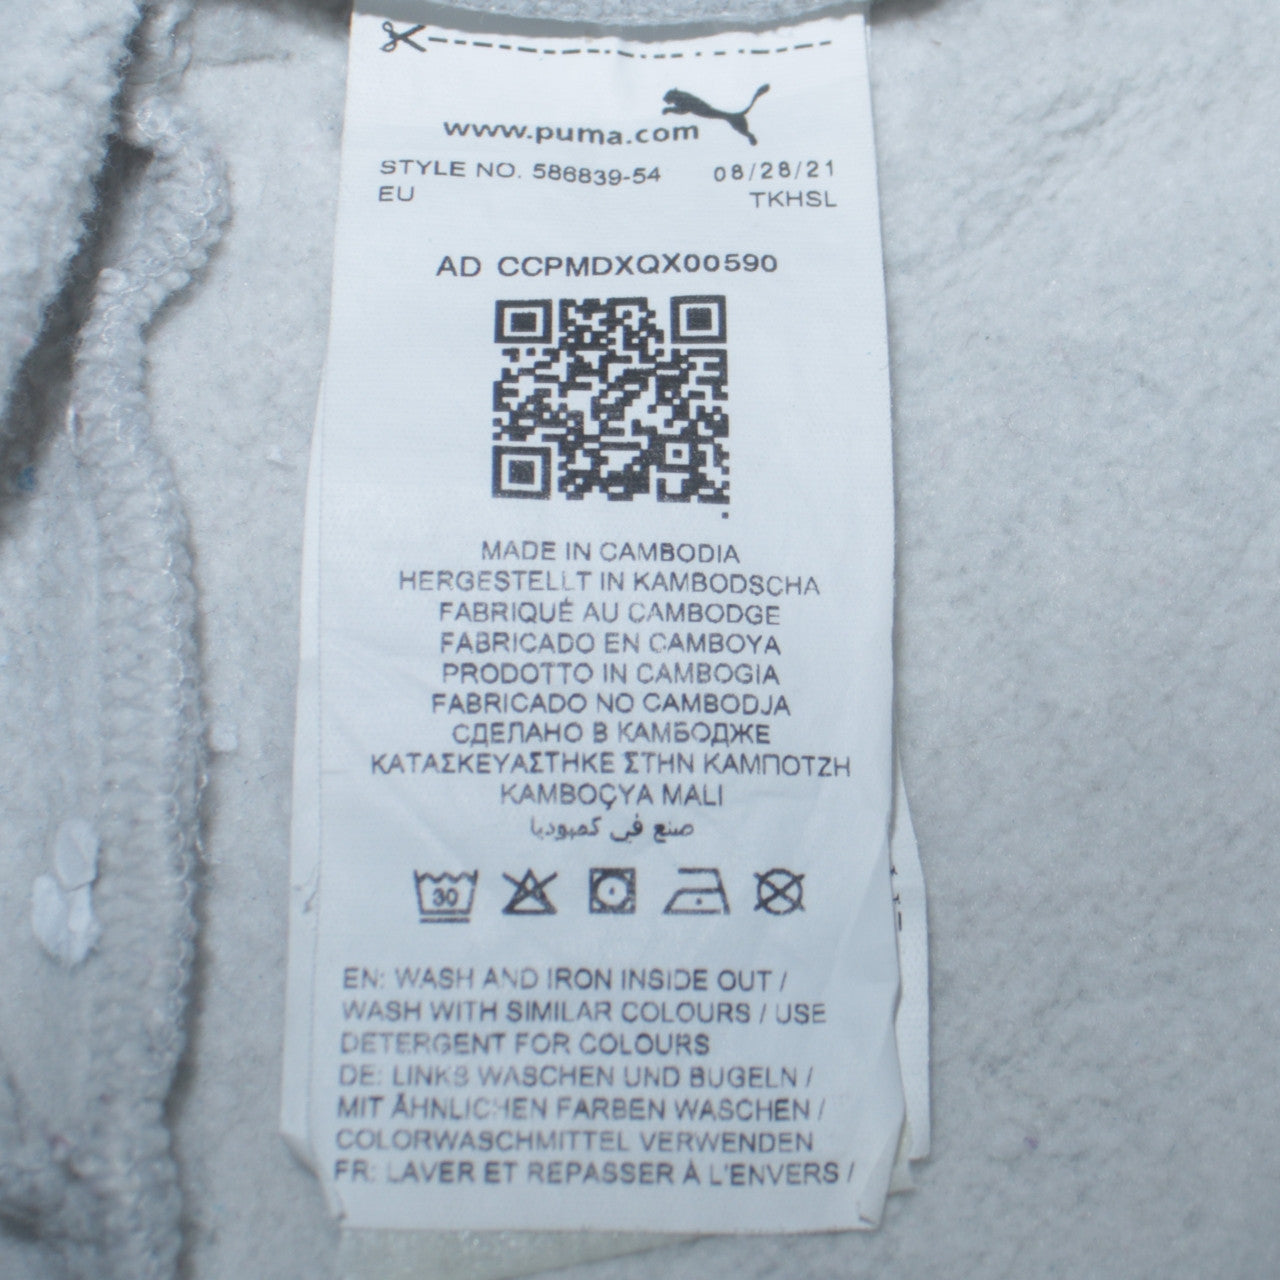 www.puma.com
STYLE NO. 586839-54 08/28/21
EU TKHSL
AD CCPMDXQX00590
MADE IN CAMBODIA
HERGESTELLT IN KAMBODSCHA
FABRIQUÉ AU CAMBODGE
FABRICADO EN CAMBOYA
PRODOTTO IN CAMBOGIA
FABRICADO NO CAMBODJA
СДЕЛАНО В КАМБОДЖЕ
ΚΑΤΑΣΚΕΥΑΣΤΗΚΕ ΣΤΗΝ ΚΑΜΠΟΤΖΗ
KAMBOÇYA MALI
صنع في كمبوديا
30
EN: WASH AND IRON INSIDE OUT /
WASH WITH SIMILAR COLOURS / USE
DETERGENT FOR COLOURS
DE: LINKS WASCHEN UND BUGELN /
MIT ÄHNLICHEN FARBEN WASCHEN /
COLORWASCHMITTEL VERWENDEN
FR: LAVER ET REPASSER À L'ENVERS /